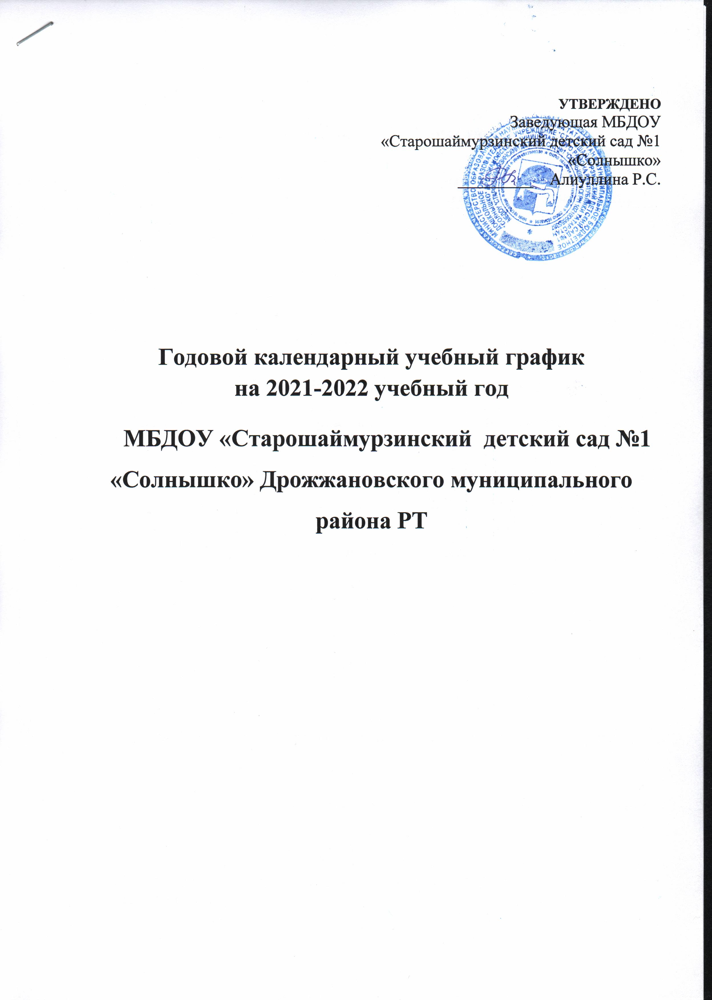 УТВЕРЖДЕНО
Заведующая МБДОУ
«Старошаймурзинский детский сад №1
«Солнышко»
Алиуллина Р.С.
Годовой календарный учебный график
на 2021-2022 учебный год
МБДОУ «Старошаймурзинский детский сад №1
«Солнышко» Дрожжановского муниципального
района РТ